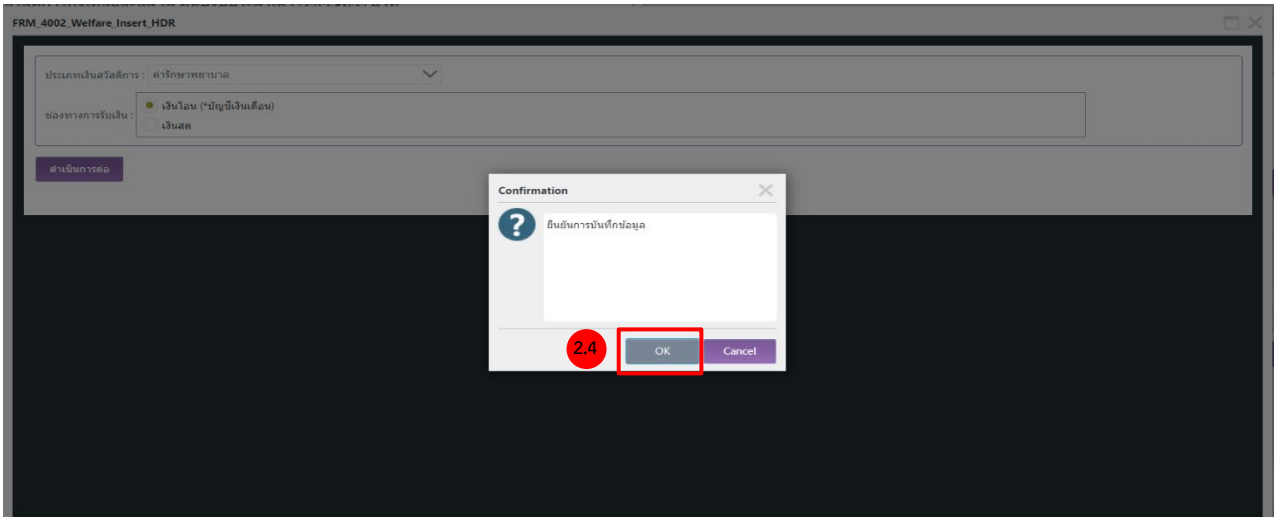 FRM_4002_Welfare_Insert_HDR
ประเภทเงินสวัสดิการ : ค่ารักษาพยาบาล
ช่องทางการรับเงิน :
เงินโอน (*บัญชีเงินเดือน)
เงินสด
ดำเนินการต่อ
Confirmation
ยืนยันการบันทึกข้อมูล
2.4
OK
Cancel